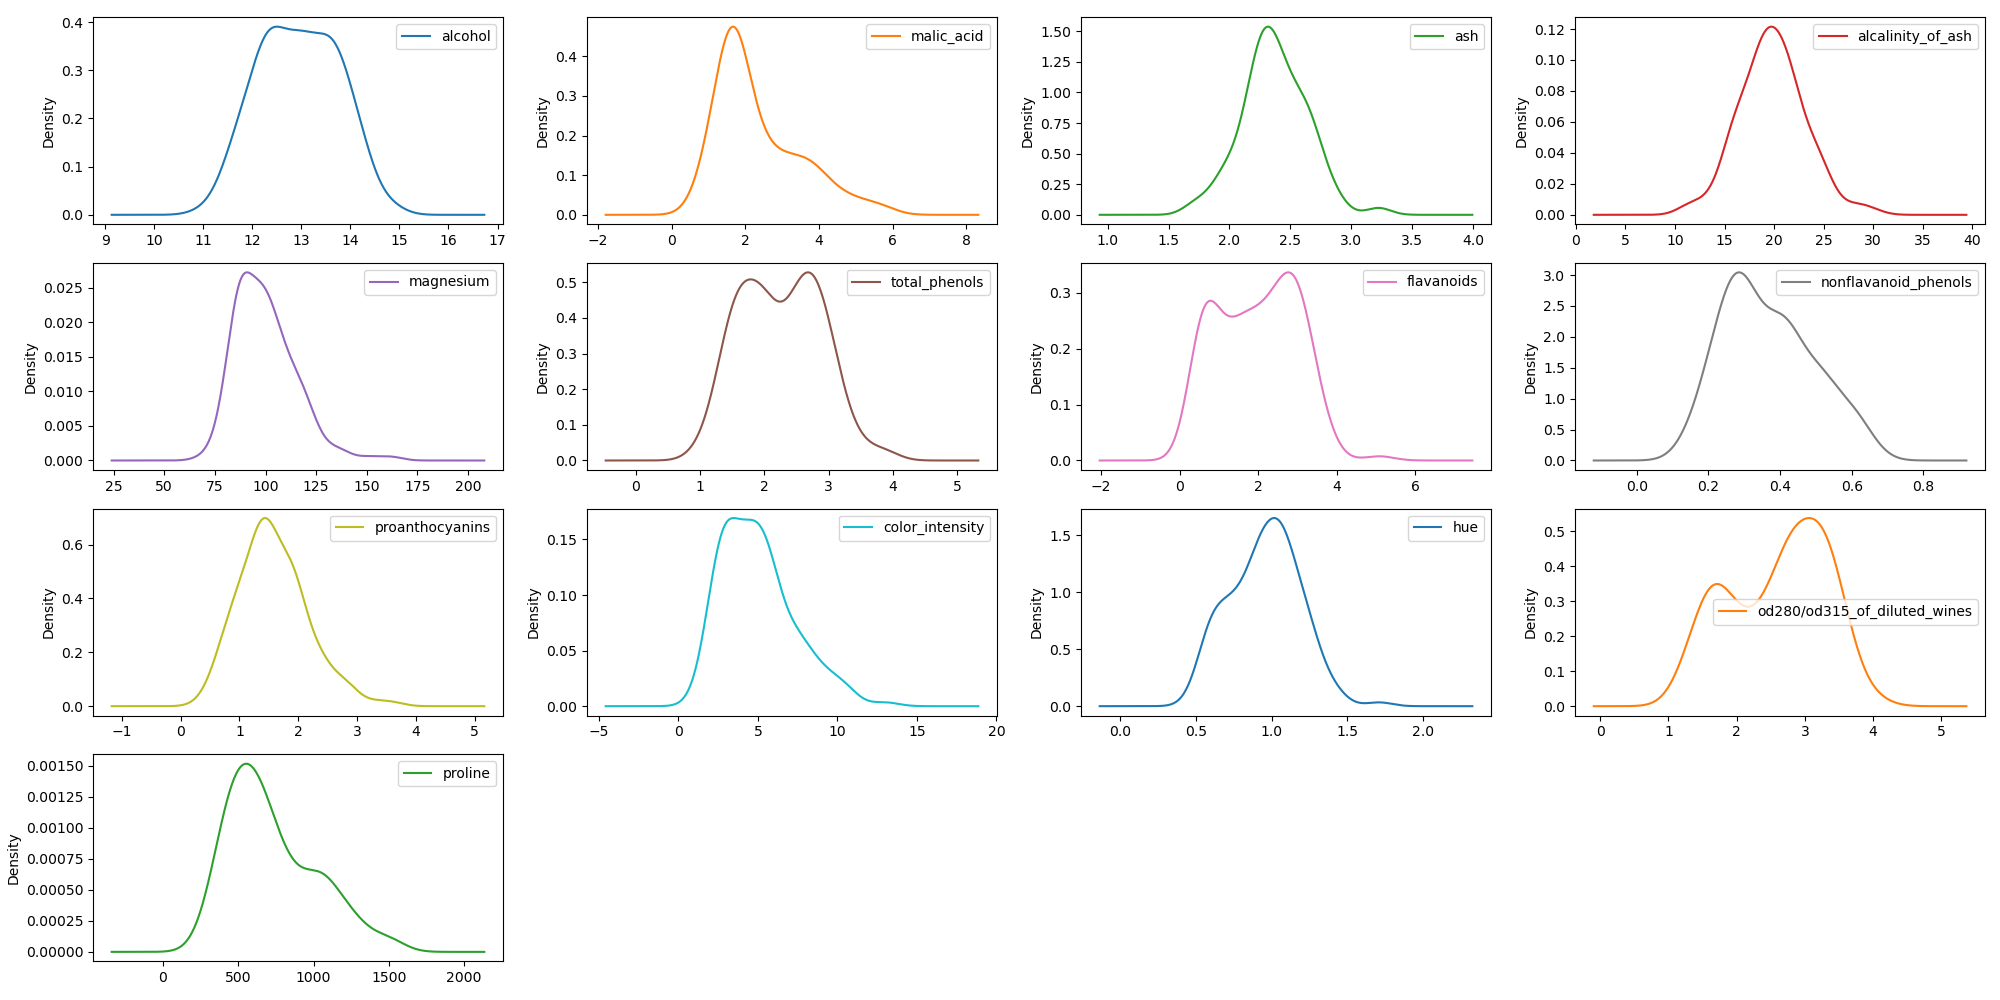 0.4
0.3
0.2
0.1
0.0
Density
alcohol
9 10 11 12 13 14 15 16 17
0.4
0.3
0.2
0.1
0.0
Density
malic_acid
−2 0 2 4 6 8
1.50
1.25
1.00
0.75
0.50
0.25
0.00
Density
ash
1.0 1.5 2.0 2.5 3.0 3.5 4.0
0.12
0.10
0.08
0.06
0.04
0.02
0.00
Density
alcalinity_of_ash
0 5 10 15 20 25 30 35 40
0.025
0.020
0.015
0.010
0.005
0.000
Density
magnesium
25 50 75 100 125 150 175 200
0.5
0.4
0.3
0.2
0.1
0.0
Density
total_phenols
0 1 2 3 4 5
0.3
0.2
0.1
0.0
Density
flavanoids
−2 0 2 4 6
3.0
2.5
2.0
1.5
1.0
0.5
0.0
Density
nonflavanoid_phenols
0.0 0.2 0.4 0.6 0.8
0.6
0.4
0.2
0.0
Density
proanthocyanins
−1 0 1 2 3 4 5
0.15
0.10
0.05
0.00
Density
color_intensity
−5 0 5 10 15 20
1.5
1.0
0.5
0.0
Density
hue
0.0 0.5 1.0 1.5 2.0
0.5
0.4
0.3
0.2
0.1
0.0
Density
od280/od315_of_diluted_wines
0 1 2 3 4 5
0.00150
0.00125
0.00100
0.00075
0.00050
0.00025
0.00000
Density
proline
0 500 1000 1500 2000